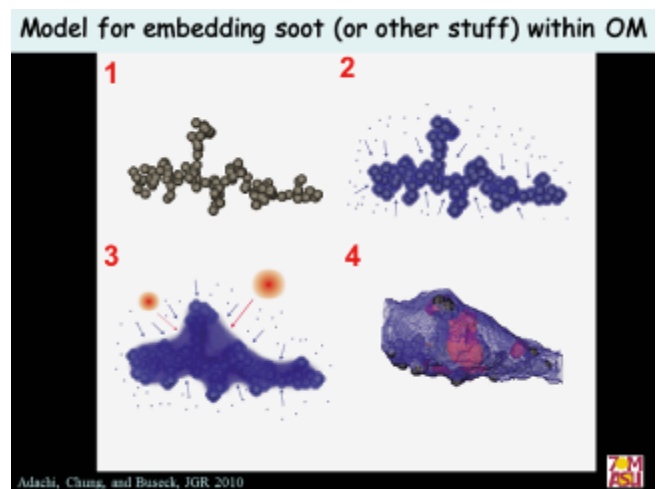 Model for embedding soot (or other stuff) within OM
1
2
3
4
Adachi, Chung, and Buseck, JGR 2010
ASU